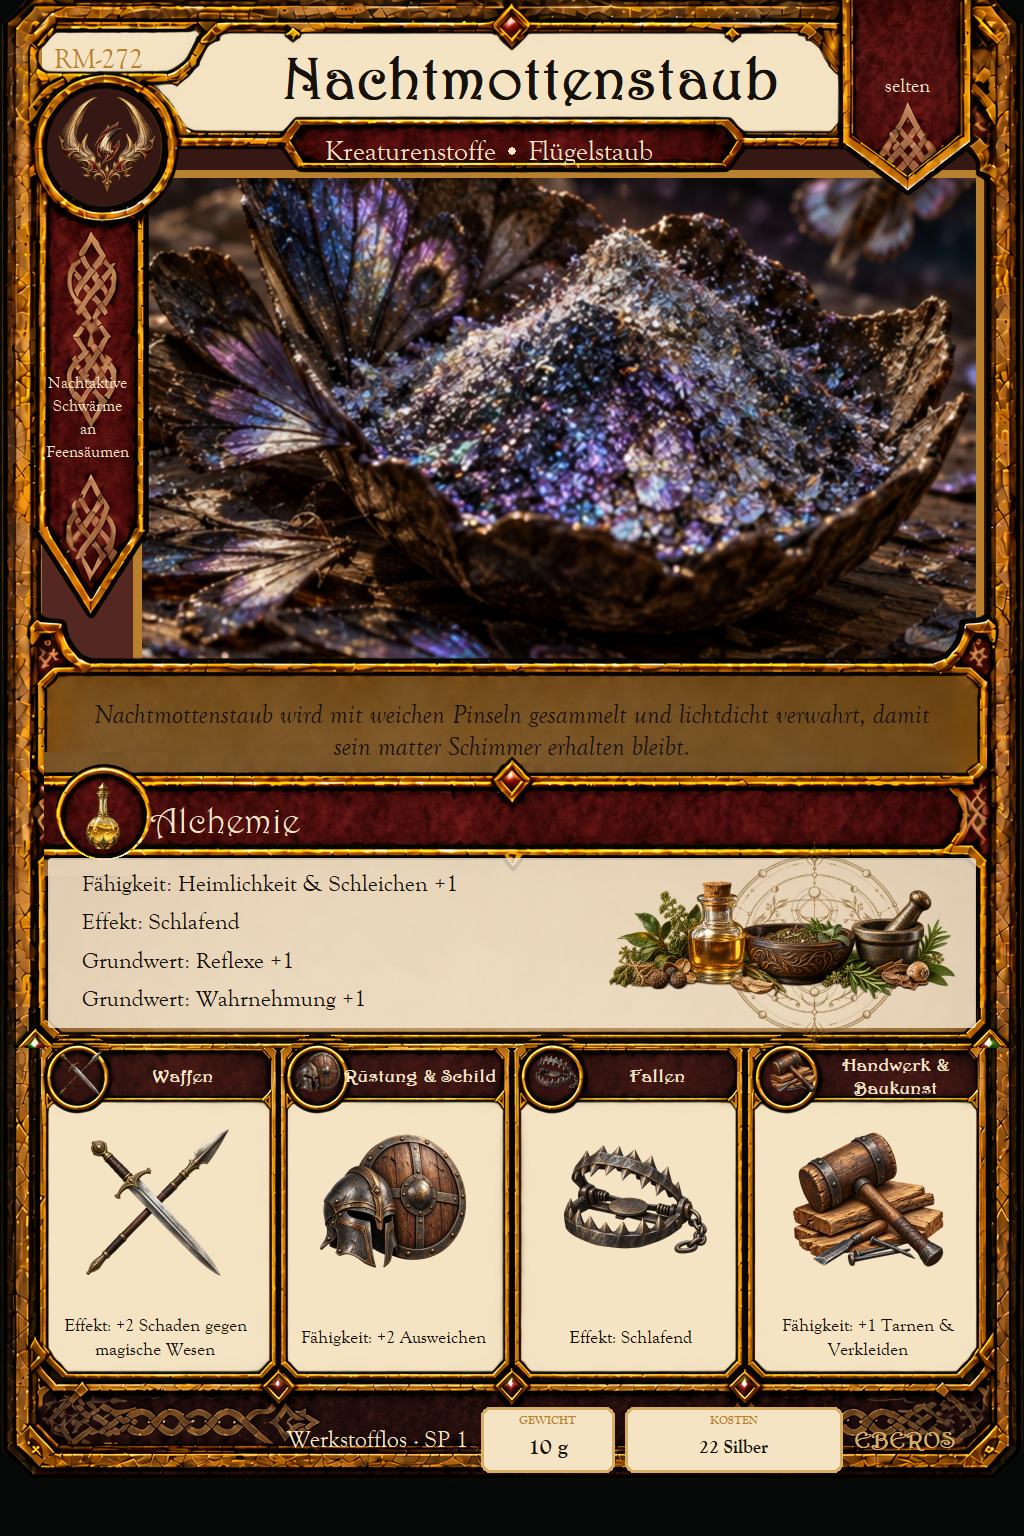 RM-272
Nachtmottenstaub
selten
Kreaturenstoffe • Flügelstaub
Nachtaktive
Schwärme
an
Feensäumen
Nachtmottenstaub wird mit weichen Pinseln gesammelt und lichtdicht verwahrt, damit
sein matter Schimmer erhalten bleibt.
Alchemie
Fähigkeit: Heimlichkeit & Schleichen +1
Effekt: Schlafend
Grundwert: Reflexe +1
Grundwert: Wahrnehmung +1
Waffen
Rüstung & Schild
Fallen
Handwerk &
Baukunst
Effekt: +2 Schaden gegen
magische Wesen
Fähigkeit: +2 Ausweichen
Effekt: Schlafend
Fähigkeit: +1 Tarnen &
Verkleiden
Werkstofflos · SP 1
GEWICHT
10 g
KOSTEN
22 Silber
EBEROS